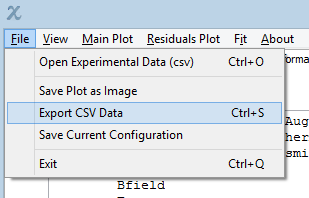 χ
File View Main Plot Residuals Plot Fit About
Open Experimental Data (csv) Ctrl+O
Save Plot as Image
Export CSV Data Ctrl+S
Save Current Configuration
Exit Ctrl+Q
Aug
Bfield